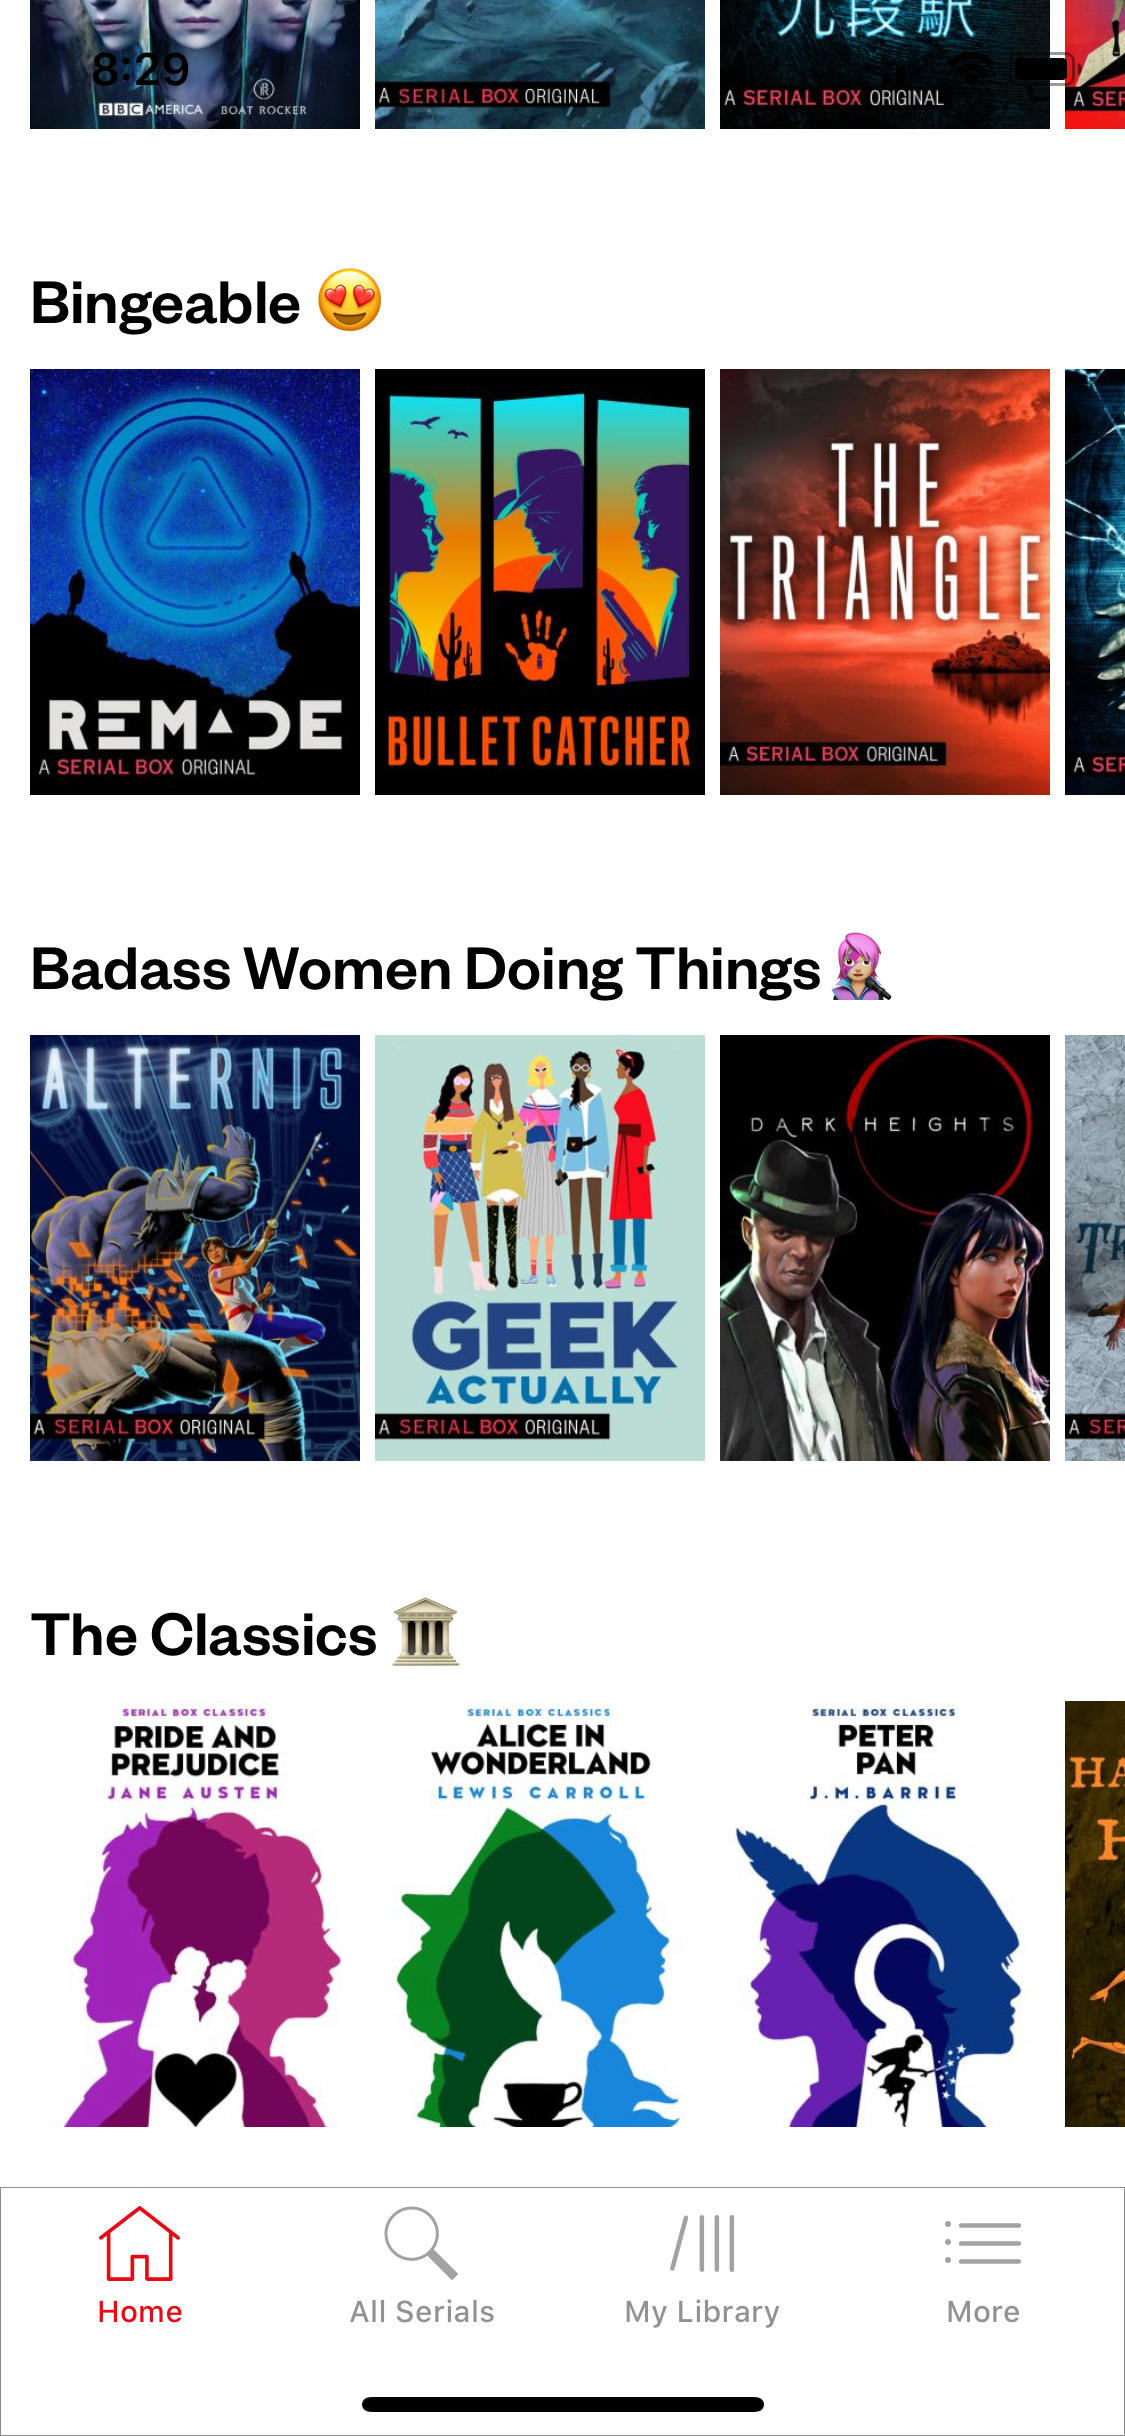 8:29
BBC AMERICA BOAT ROCKER
A SERIAL BOX ORIGINAL
九段駅
A SERIAL BOX ORIGINAL
A SER
Bingeable 😍
REMADE
A SERIAL BOX ORIGINAL
BULLET CATCHER
THE
TRIANGLE
A SERIAL BOX ORIGINAL
A SER
Badass Women Doing Things 👩🏼‍🎤
ALTERNIS
A SERIAL BOX ORIGINAL
GEEK
ACTUALLY
A SERIAL BOX ORIGINAL
DARK HEIGHTS
TR
A SER
The Classics 🏛
SERIAL BOX CLASSICS
PRIDE AND
PREJUDICE
JANE AUSTEN
SERIAL BOX CLASSICS
ALICE IN
WONDERLAND
LEWIS CARROLL
SERIAL BOX CLASSICS
PETER
PAN
J.M.BARRIE
HA
H
Home
All Serials
My Library
More